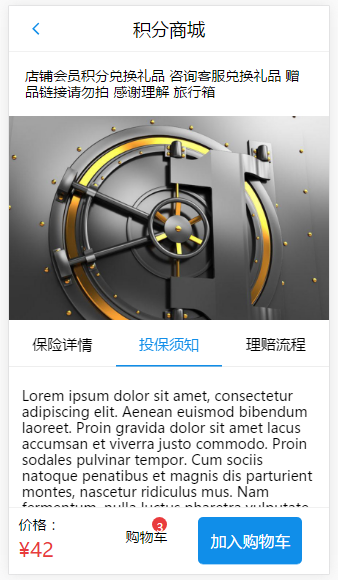 积分商城
店铺会员积分兑换礼品 咨询客服兑换礼品 赠
品链接请勿拍 感谢理解 旅行箱
保险详情 投保须知 理赔流程
Lorem ipsum dolor sit amet, consectetur
adipiscing elit. Aenean euismod bibendum
laoreet. Proin gravida dolor sit amet lacus
accumsan et viverra justo commodo. Proin
sodales pulvinar tempor. Cum sociis
natoque penatibus et magnis dis parturient
montes, nascetur ridiculus mus. Nam
fermentum, nulla luctus pharetra vulputate
价格：
¥42
购物车 3
加入购物车